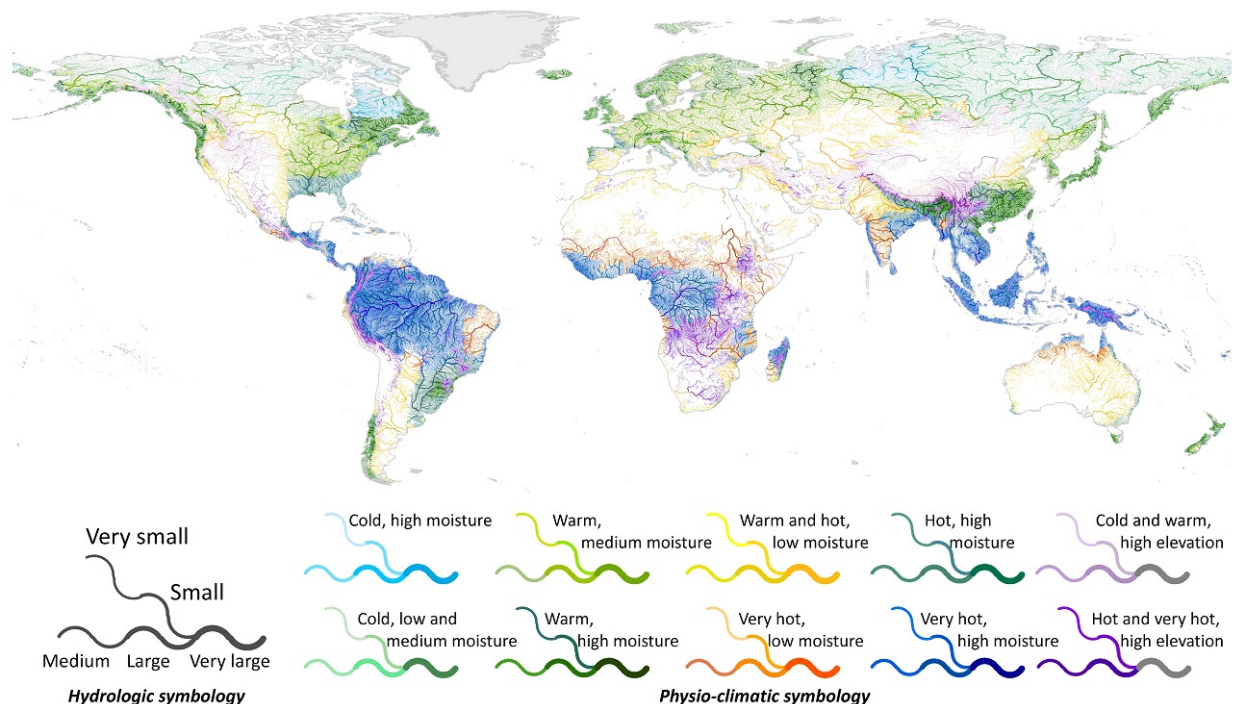 Very small
Small
Medium
Large
Very large
Hydrologic symbology
Cold, high moisture
Warm,
medium moisture
Warm and hot,
low moisture
Hot, high
moisture
Cold and warm,
high elevation
Cold, low and
medium moisture
Warm,
high moisture
Very hot,
low moisture
Very hot,
high moisture
Hot and very hot,
high elevation
Physio-climatic symbology